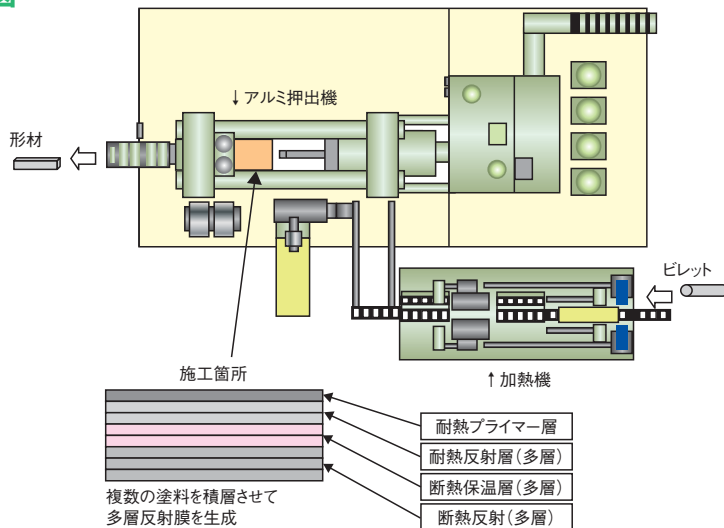 図
↓アルミ押出機
形材
ビレット
↑加熱機
施工箇所
耐熱プライマー層
耐熱反射層(多層)
断熱保温層(多層)
断熱反射(多層)
複数の塗料を積層させて
多層反射膜を生成